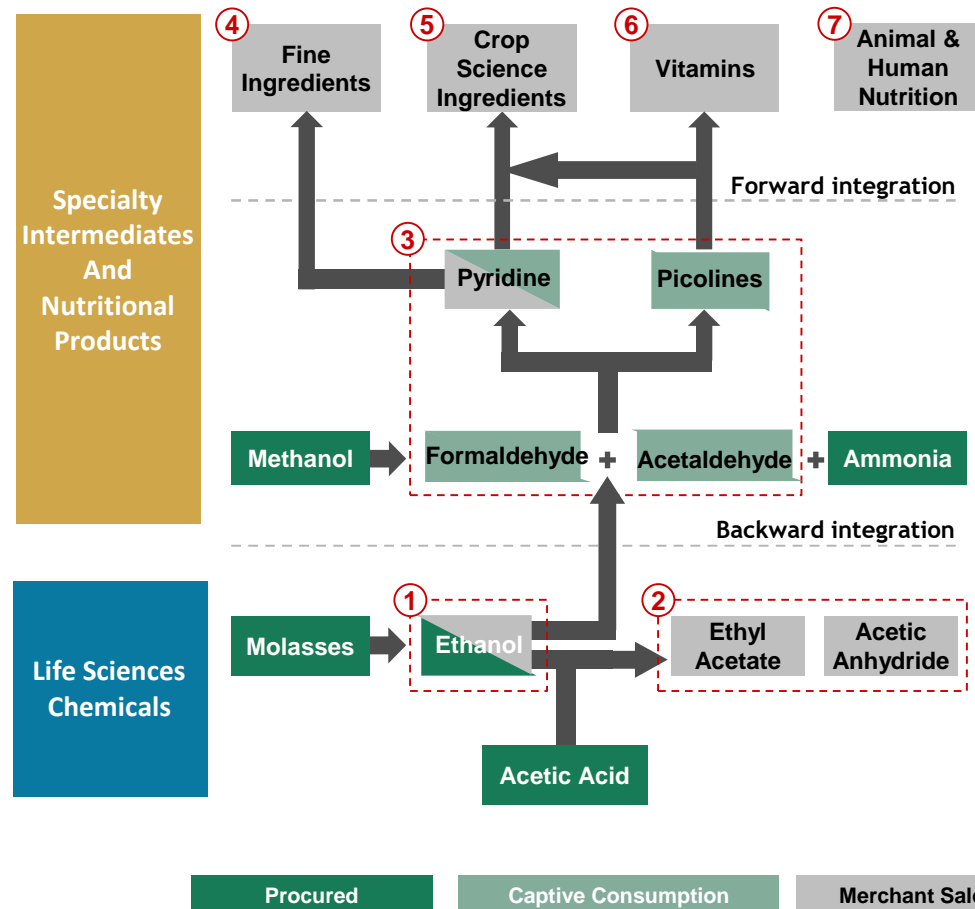 4
Fine
Ingredients
5
Crop
Science
Ingredients
6
Vitamins
7
Animal &
Human
Nutrition
Forward integration
Specialty
Intermediates
And
Nutritional
Products
3
Pyridine
Picolines
Methanol
Formaldehyde
+
Acetaldehyde
+
Ammonia
Backward integration
Life Sciences
Chemicals
1
Molasses
Ethanol
2
Ethyl
Acetate
Acetic
Anhydride
Acetic Acid
Procured
Captive Consumption
Merchant